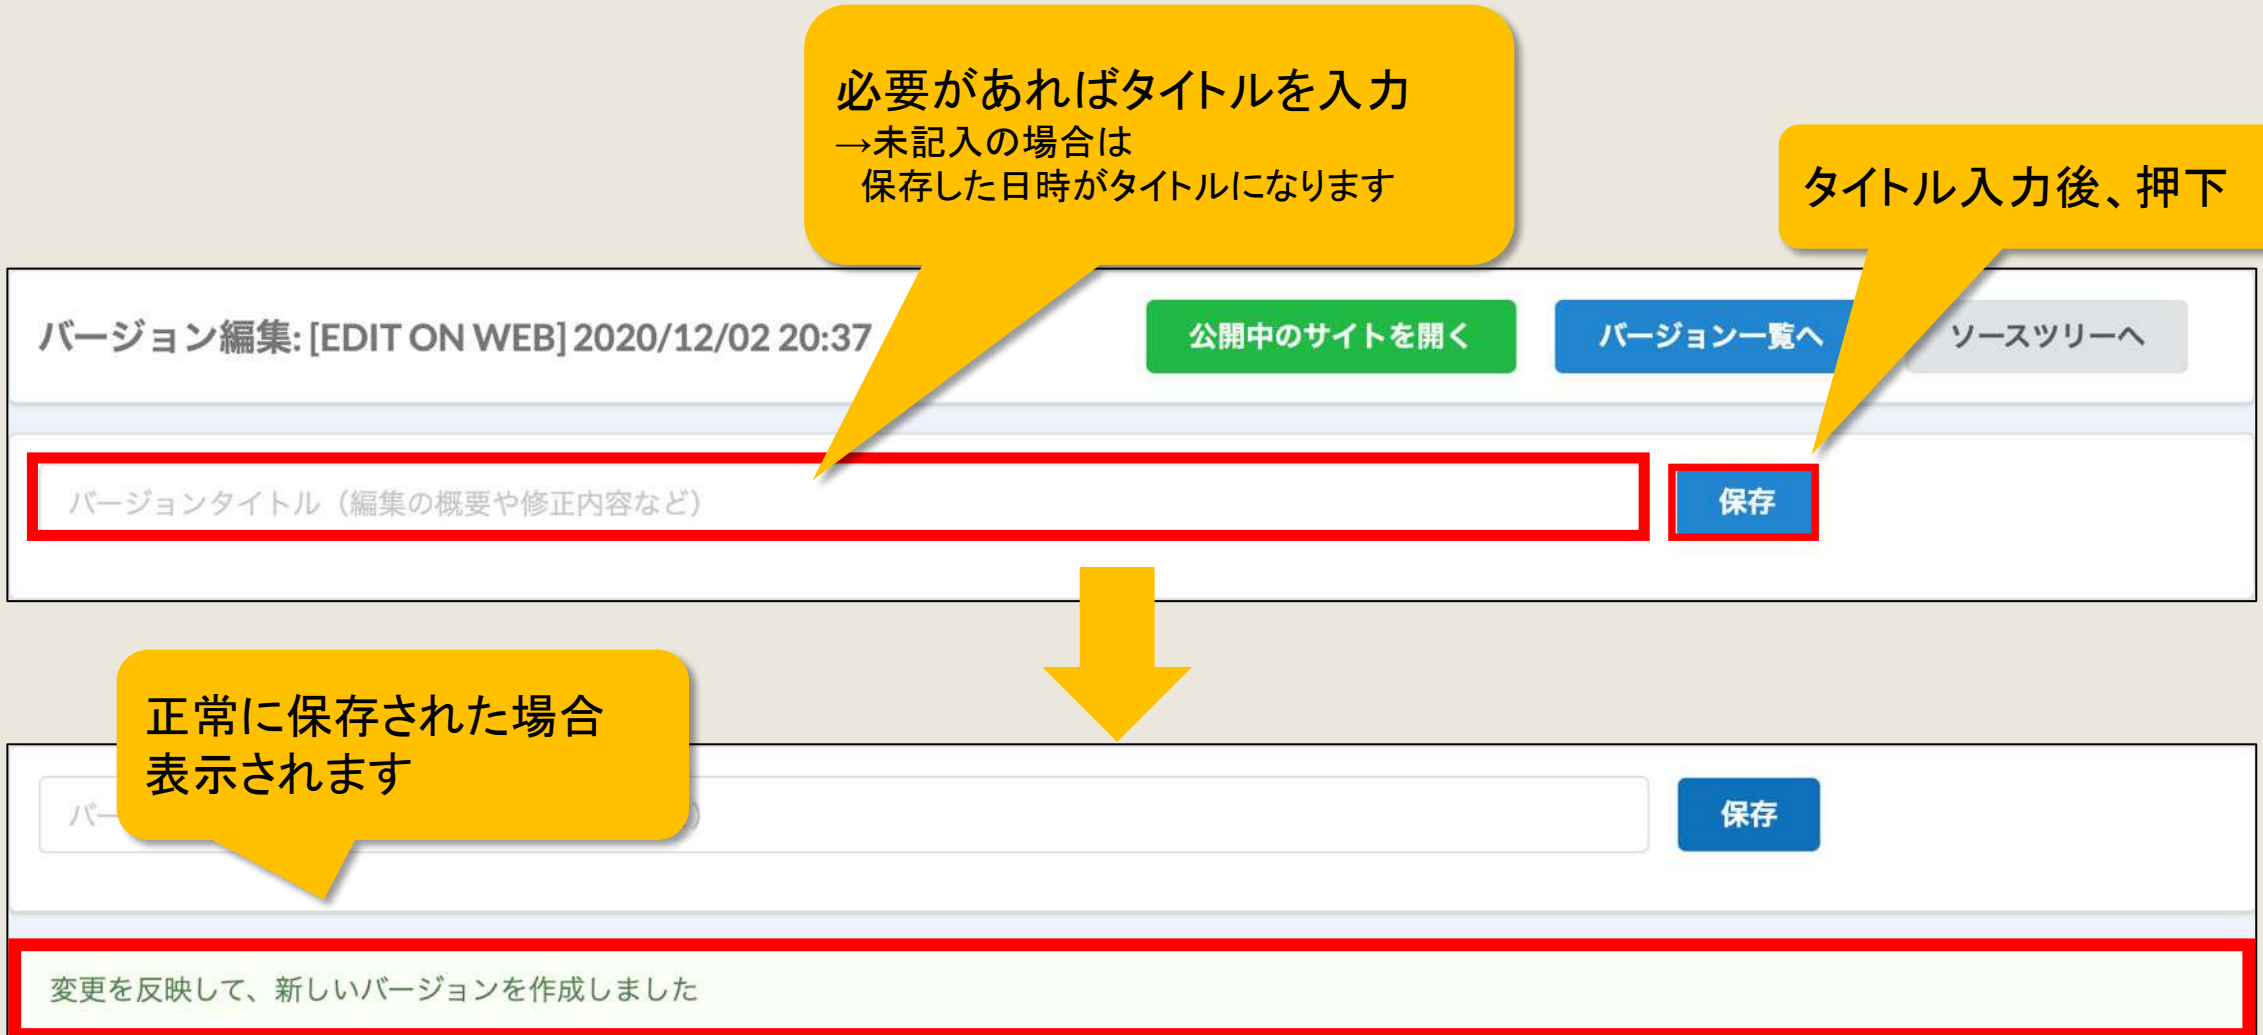 必要があればタイトルを入力
→未記入の場合は
保存した日時がタイトルになります
タイトル入力後、押下
バージョン編集: [EDIT ON WEB] 2020/12/02 20:37
公開中のサイトを開く
バージョン一覧へ
ソースツリーへ
バージョンタイトル（編集の概要や修正内容など）
保存
正常に保存された場合
表示されます
バー
）
保存
変更を反映して、新しいバージョンを作成しました